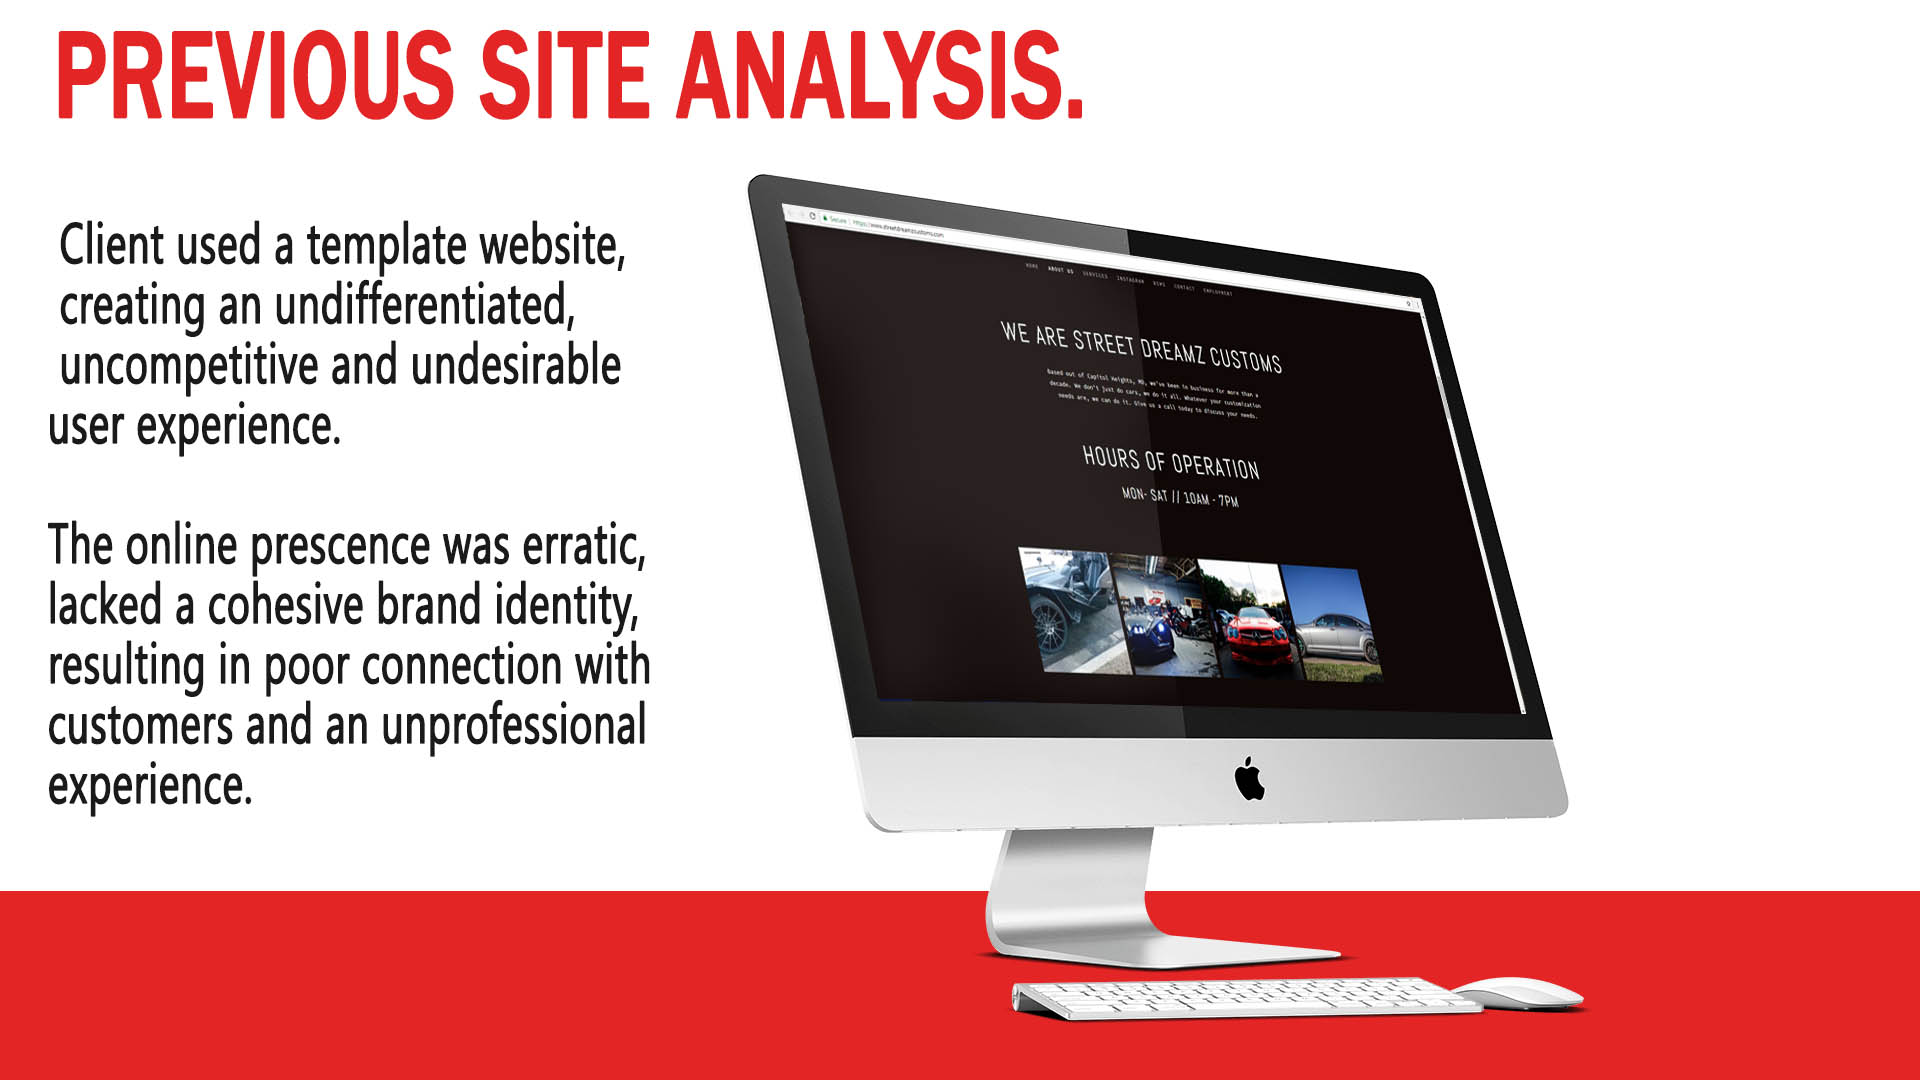 PREVIOUS SITE ANALYSIS.
Client used a template website,
creating an undifferentiated,
uncompetitive and undesirable
user experience.
The online prescence was erratic,
lacked a cohesive brand identity,
resulting in poor connection with
customers and an unprofessional
experience.
Secure https://www.streetdreamzcustoms.com
HOME ABOUT US SERVICES INSTAGRAM NEWS CONTACT EMPLOYMENT
WE ARE STREET DREAMZ CUSTOMS
Based out of Capitol Heights, MD, we've been in business for more than a
decade. We don't just do cars, we do it all. Whatever your customization
needs are, we can do it. Give us a call today to discuss your needs.
HOURS OF OPERATION
MON- SAT // 10AM - 7PM